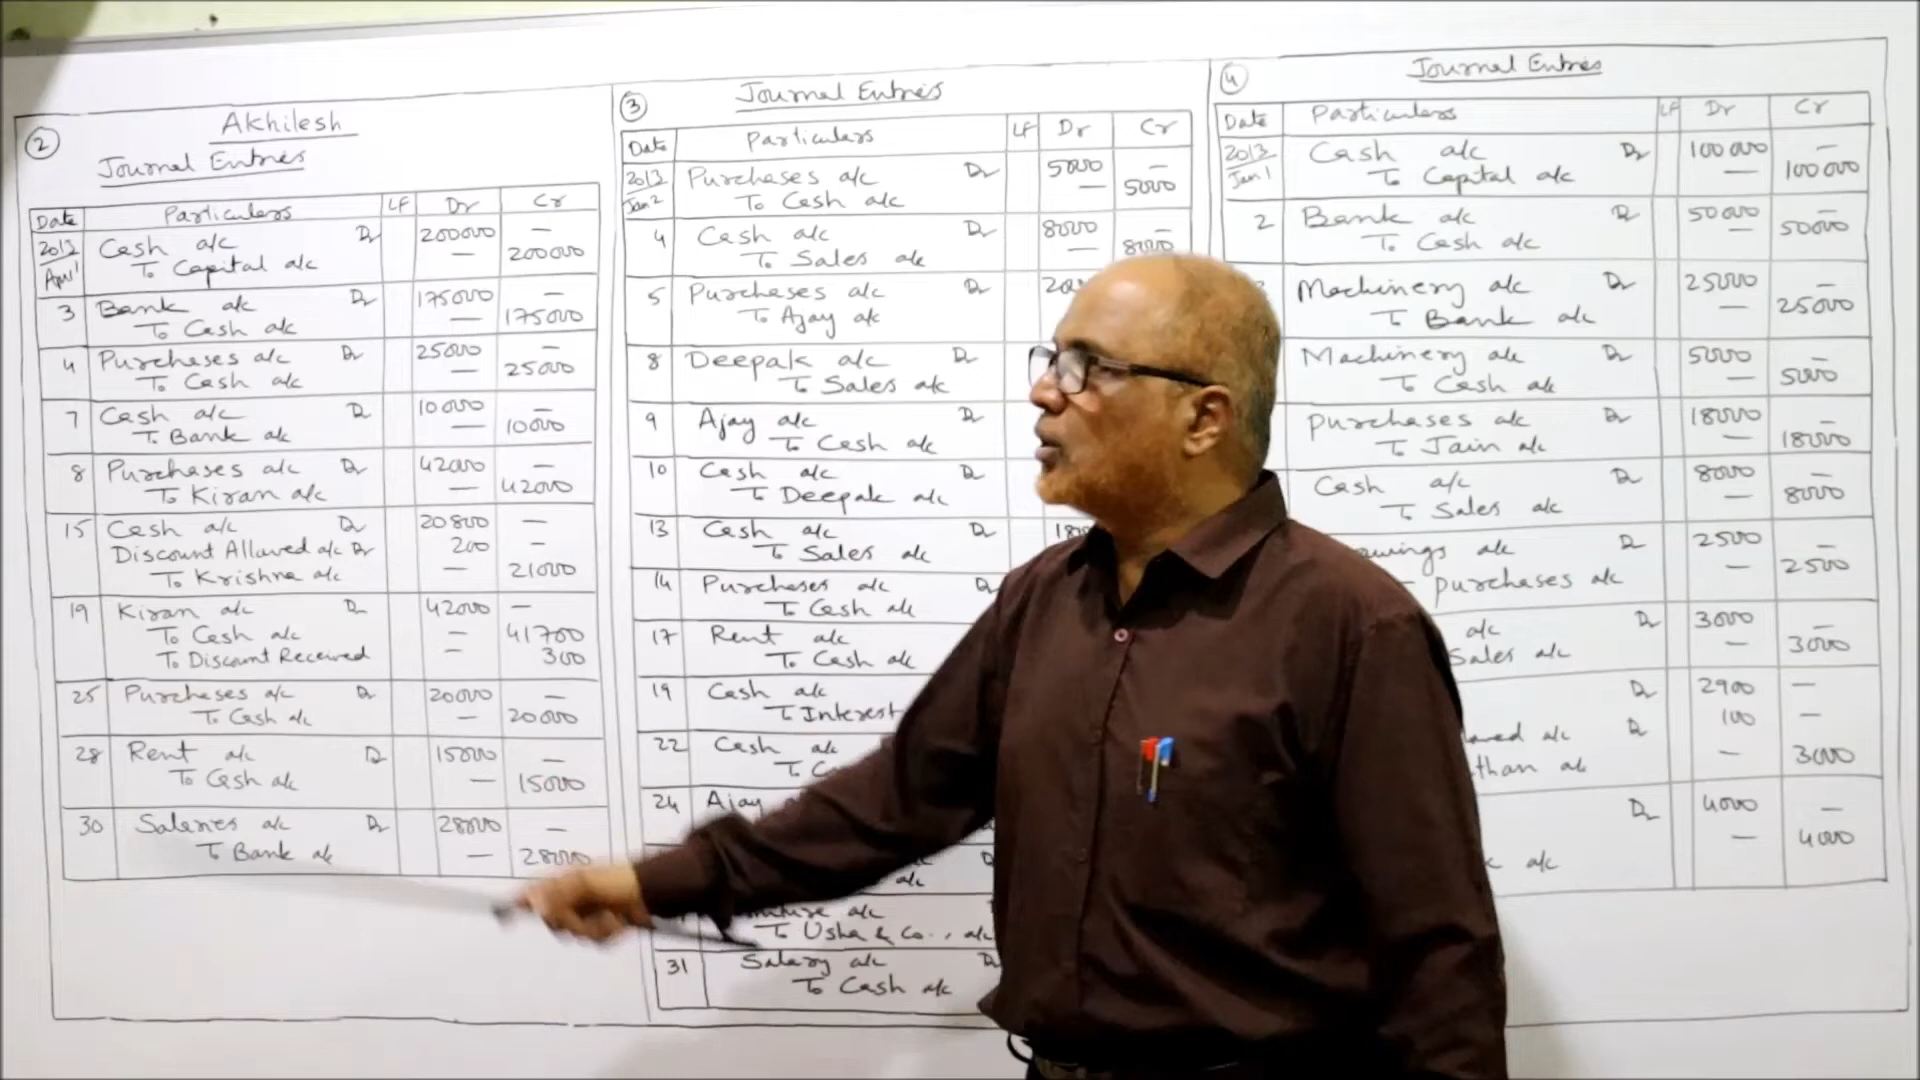 2
Akhilesh
Journal Entries
Date Particulars LF Dr Cr
2013 Cash a/c Dr 200000 —
Apr 1 To Capital a/c — 200000
3 Bank a/c Dr 175000 —
To Cash a/c — 175000
4 Purchases a/c Dr 25000 —
To Cash a/c — 25000
7 Cash a/c Dr 10000 —
To Bank a/c — 10000
8 Purchases a/c Dr 42000 —
To Kiran a/c — 42000
15 Cash a/c Dr 20800 —
Discount Allowed a/c Dr 200 —
To Krishna a/c — 21000
19 Kiran a/c Dr 42000 —
To Cash a/c — 41700
To Discount Received — 300
25 Purchases a/c Dr 20000 —
To Cash a/c — 20000
28 Rent a/c Dr 15000 —
To Cash a/c — 15000
30 Salaries a/c Dr 28000 —
To Bank a/c — 28000
3
Journal Entries
Date Particulars LF Dr Cr
2013 Purchases a/c Dr 5000 —
Jan 2 To Cash a/c — 5000
4 Cash a/c Dr 8000 —
To Sales a/c — 8000
5 Purchases a/c Dr
To Ajay a/c
8 Deepak a/c Dr
To Sales a/c
9 Ajay a/c Dr
To Cash a/c
10 Cash a/c Dr
To Deepak a/c
13 Cash a/c Dr
To Sales a/c
14 Purchases a/c Dr
To Cash a/c
17 Rent a/c
To Cash a/c
19 Cash a/c
To Interest
22 Cash a/c
To
24 Ajay
a/c
a/c
To Usha & Co., a/c
31 Salary a/c Dr
To Cash a/c
4
Journal Entries
Date Particulars LF Dr Cr
2013 Cash a/c Dr 100000 —
Jan 1 To Capital a/c — 100000
2 Bank a/c Dr 50000 —
To Cash a/c — 50000
Machinery a/c Dr 25000
To Bank a/c — 25000
Machinery a/c Dr 5000 —
To Cash a/c — 5000
Purchases a/c Dr 18000 —
To Jain a/c — 18000
Cash a/c Dr 8000 —
To Sales a/c — 8000
a/c Dr 2500 —
purchases a/c — 2500
a/c Dr 3000 —
Sales a/c — 3000
Dr 2900 —
a/c Dr 100 —
a/c — 3000
Dr 4000 —
a/c — 4000